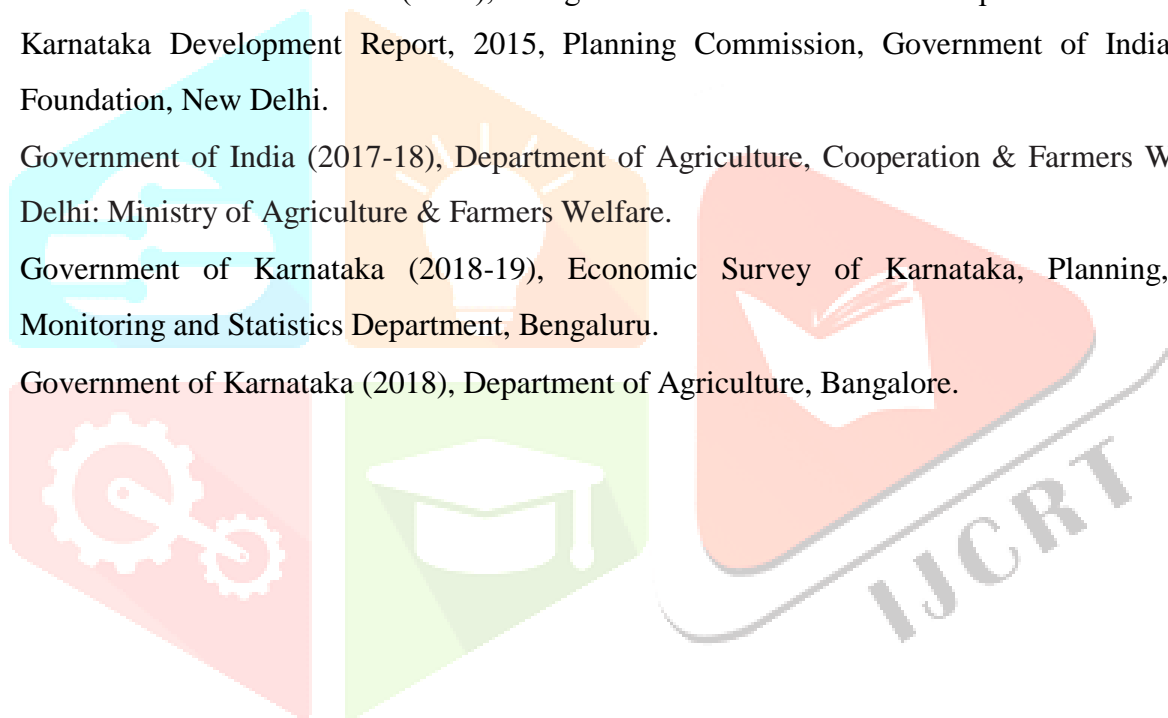 Karnataka Development Report, 2015, Planning Commission, Government of India
Foundation, New Delhi.
Government of India (2017-18), Department of Agriculture, Cooperation & Farmers W
Delhi: Ministry of Agriculture & Farmers Welfare.
Government of Karnataka (2018-19), Economic Survey of Karnataka, Planning,
Monitoring and Statistics Department, Bengaluru.
Government of Karnataka (2018), Department of Agriculture, Bangalore.
IJCRT